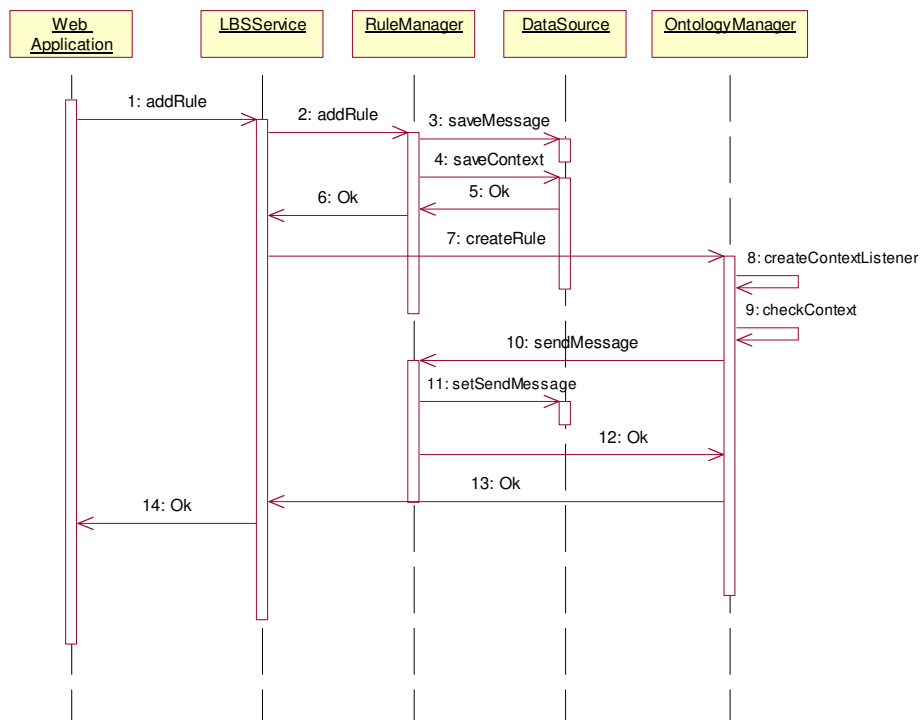 Web
Application
LBSService
RuleManager
DataSource
OntologyManager
1: addRule
2: addRule
3: saveMessage
4: saveContext
5: Ok
6: Ok
7: createRule
8: createContextListener
9: checkContext
10: sendMessage
11: setSendMessage
12: Ok
13: Ok
14: Ok